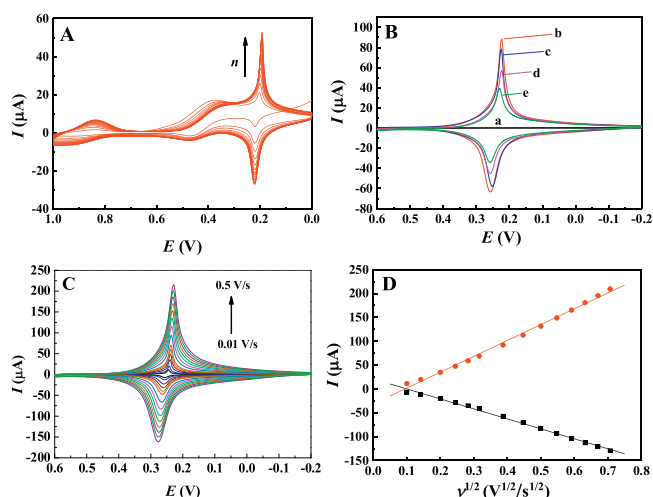 A
n
I (μA)
60
40
20
0
-20
-40
1.0 0.8 0.6 0.4 0.2 0.0
E (V)
B
b
c
d
e
a
I (μA)
100
80
60
40
20
0
-20
-40
-60
-80
0.6 0.5 0.4 0.3 0.2 0.1 0.0 -0.1 -0.2
E (V)
C
0.5 V/s
0.01 V/s
I (μA)
250
200
150
100
50
0
-50
-100
-150
-200
-250
0.6 0.5 0.4 0.3 0.2 0.1 0.0 -0.1 -0.2
E (V)
D
I (μA)
250
200
150
100
50
0
-50
-100
-150
0.0 0.1 0.2 0.3 0.4 0.5 0.6 0.7 0.8
ν1/2 (V1/2/s1/2)